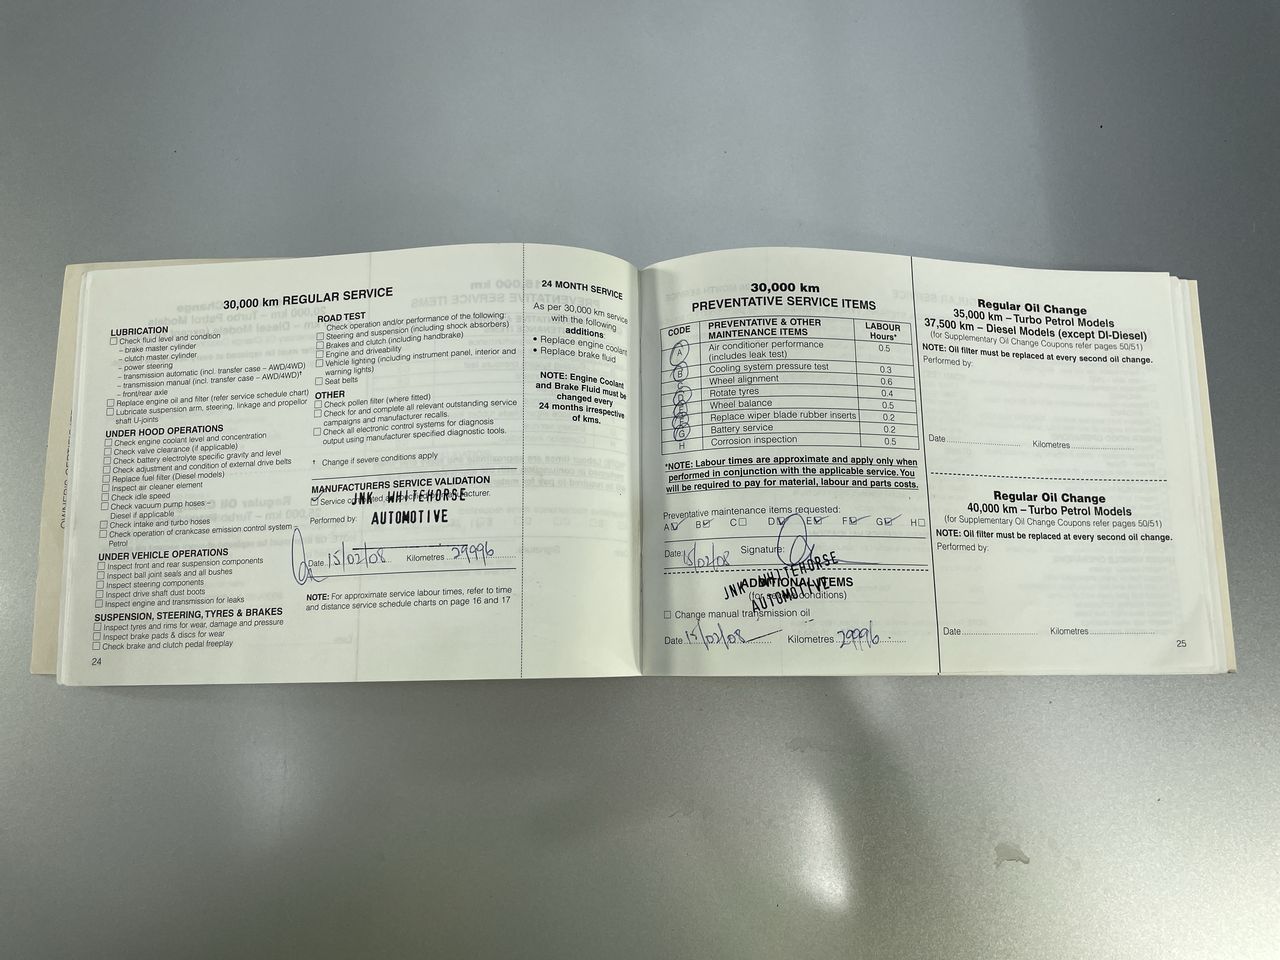 30,000 km REGULAR SERVICE
LUBRICATION
Check fluid level and condition
– brake master cylinder
– clutch master cylinder
– power steering
– transmission automatic (incl. transfer case – AWD/4WD)
– transmission manual (incl. transfer case – AWD/4WD)†
– front/rear axle
Replace engine oil and filter (refer service schedule chart)
Lubricate suspension arm, steering, linkage and propellor
shaft U-joints
UNDER HOOD OPERATIONS
Check engine coolant level and concentration
Check valve clearance (if applicable)
Check battery electrolyte specific gravity and level
Check adjustment and condition of external drive belts
Replace fuel filter (Diesel models)
Inspect air cleaner element
Check idle speed
Check vacuum pump hoses –
Diesel if applicable
Check intake and turbo hoses
Check operation of crankcase emission control system –
Petrol
UNDER VEHICLE OPERATIONS
Inspect front and rear suspension components
Inspect ball joint seals and all bushes
Inspect steering components
Inspect drive shaft dust boots
Inspect engine and transmission for leaks
SUSPENSION, STEERING, TYRES & BRAKES
Inspect tyres and rims for wear, damage and pressure
Inspect brake pads & discs for wear
Check brake and clutch pedal freeplay
24
ROAD TEST
Check operation and/or performance of the following:
Steering and suspension (including shock absorbers)
Brakes and clutch (including handbrake)
Engine and driveability
Vehicle lighting (including instrument panel, interior and
warning lights)
Seat belts
OTHER
Check pollen filter (where fitted)
Check for and complete all relevant outstanding service
campaigns and manufacturer recalls.
Check all electronic control systems for diagnosis
output using manufacturer specified diagnostic tools.
† Change if severe conditions apply
MANUFACTURERS SERVICE VALIDATION
JNK WHITEHORSE
Performed by: AUTOMOTIVE
Date 15/02/08 Kilometres 29996
NOTE: For approximate service labour times, refer to time
and distance service schedule charts on page 16 and 17
24 MONTH SERVICE
As per 30,000 km service
with the following
additions
• Replace engine coolant
• Replace brake fluid
NOTE: Engine Coolant
and Brake Fluid must be
changed every
24 months irrespective
of kms.
30,000 km
PREVENTATIVE SERVICE ITEMS
CODE PREVENTATIVE & OTHER MAINTENANCE ITEMS LABOUR Hours*
A Air conditioner performance (includes leak test) 0.5
B Cooling system pressure test 0.3
C Wheel alignment 0.6
D Rotate tyres 0.4
E Wheel balance 0.5
F Replace wiper blade rubber inserts 0.2
G Battery service 0.2
H Corrosion inspection 0.5
*NOTE: Labour times are approximate and apply only when
performed in conjunction with the applicable service. You
will be required to pay for material, labour and parts costs.
Preventative maintenance items requested:
A B C D E F G H
Date: 15/02/08 Signature:
JNK WHITEHORSE
AUTOMOTIVE
ADDITIONAL ITEMS
Change manual transmission oil
Date 15/02/08 Kilometres 29996
Regular Oil Change
35,000 km – Turbo Petrol Models
37,500 km – Diesel Models (except DI-Diesel)
(for Supplementary Oil Change Coupons refer pages 50/51)
NOTE: Oil filter must be replaced at every second oil change.
Performed by:
Date Kilometres
Regular Oil Change
40,000 km – Turbo Petrol Models
(for Supplementary Oil Change Coupons refer pages 50/51)
NOTE: Oil filter must be replaced at every second oil change.
Performed by:
Date Kilometres
25